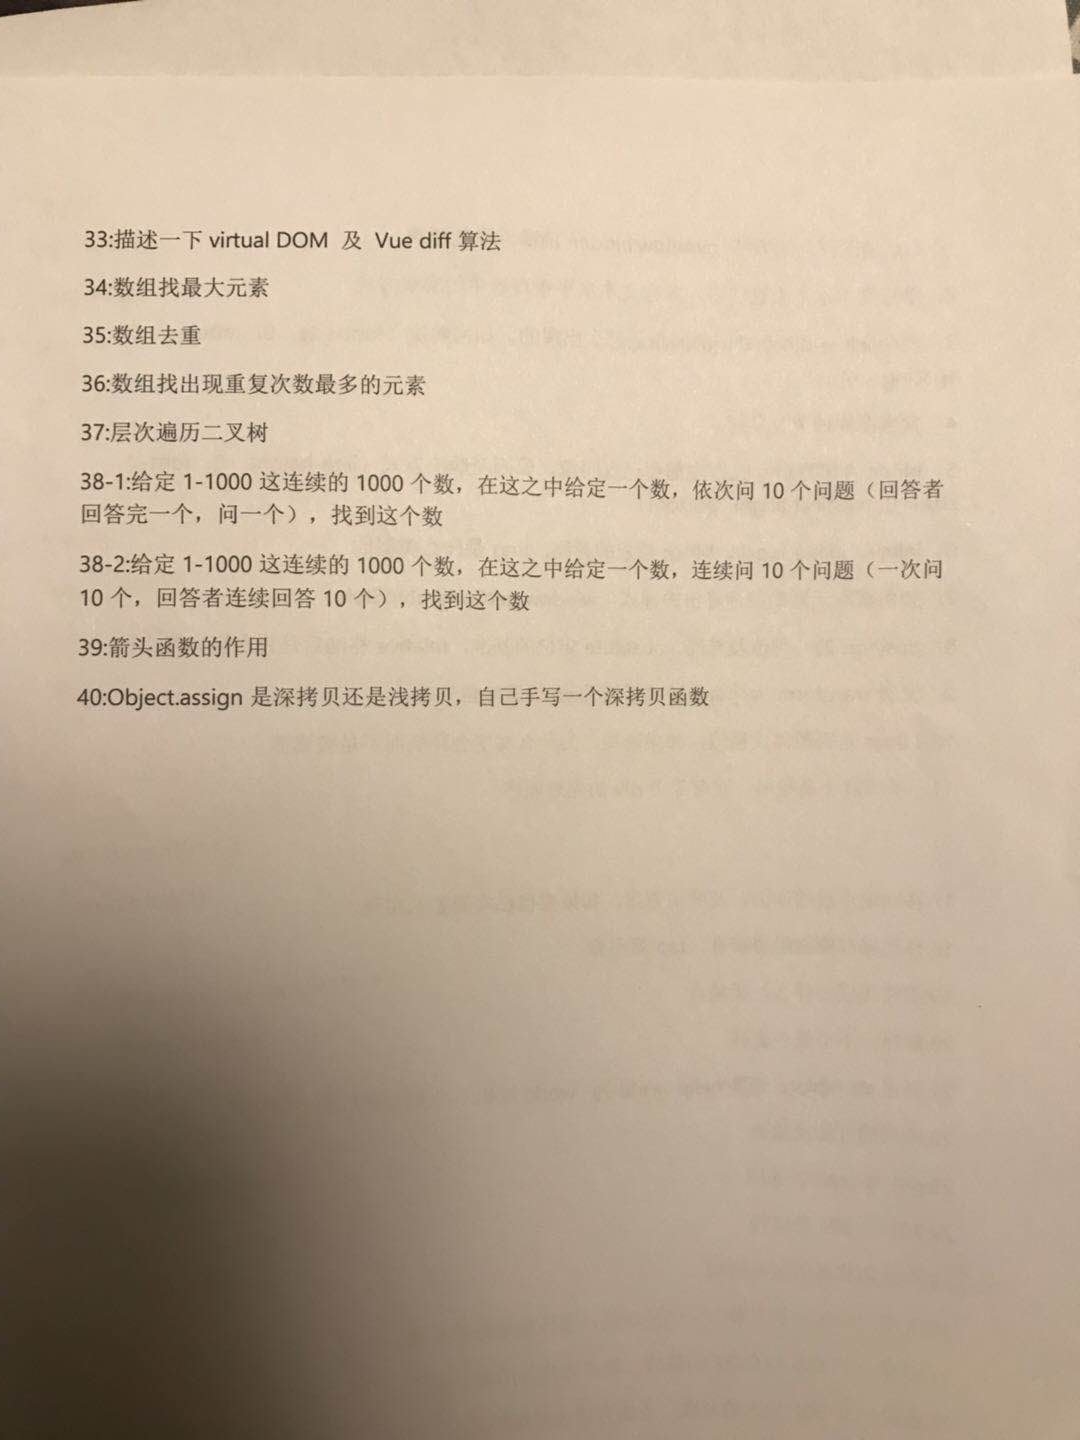 33:描述一下 virtual DOM 及 Vue diff 算法
34:数组找最大元素
35:数组去重
36:数组找出现重复次数最多的元素
37:层次遍历二叉树
38-1:给定 1-1000 这连续的 1000 个数，在这之中给定一个数，依次问 10 个问题（回答者
回答完一个，问一个），找到这个数
38-2:给定 1-1000 这连续的 1000 个数，在这之中给定一个数，连续问 10 个问题（一次问
10 个，回答者连续回答 10 个），找到这个数
39:箭头函数的作用
40:Object.assign 是深拷贝还是浅拷贝，自己手写一个深拷贝函数